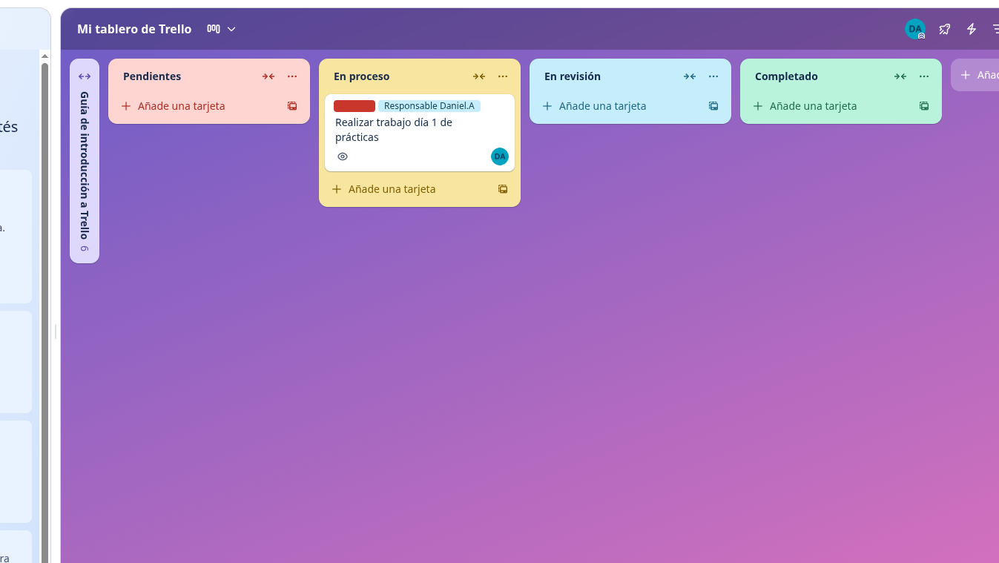 Mi tablero de Trello
DA
tés
a.
ra
Guía de introducción a Trello 6
Pendientes
Añade una tarjeta
En proceso
Responsable Daniel.A
Realizar trabajo día 1 de
prácticas
DA
Añade una tarjeta
En revisión
Añade una tarjeta
Completado
Añade una tarjeta
Añad